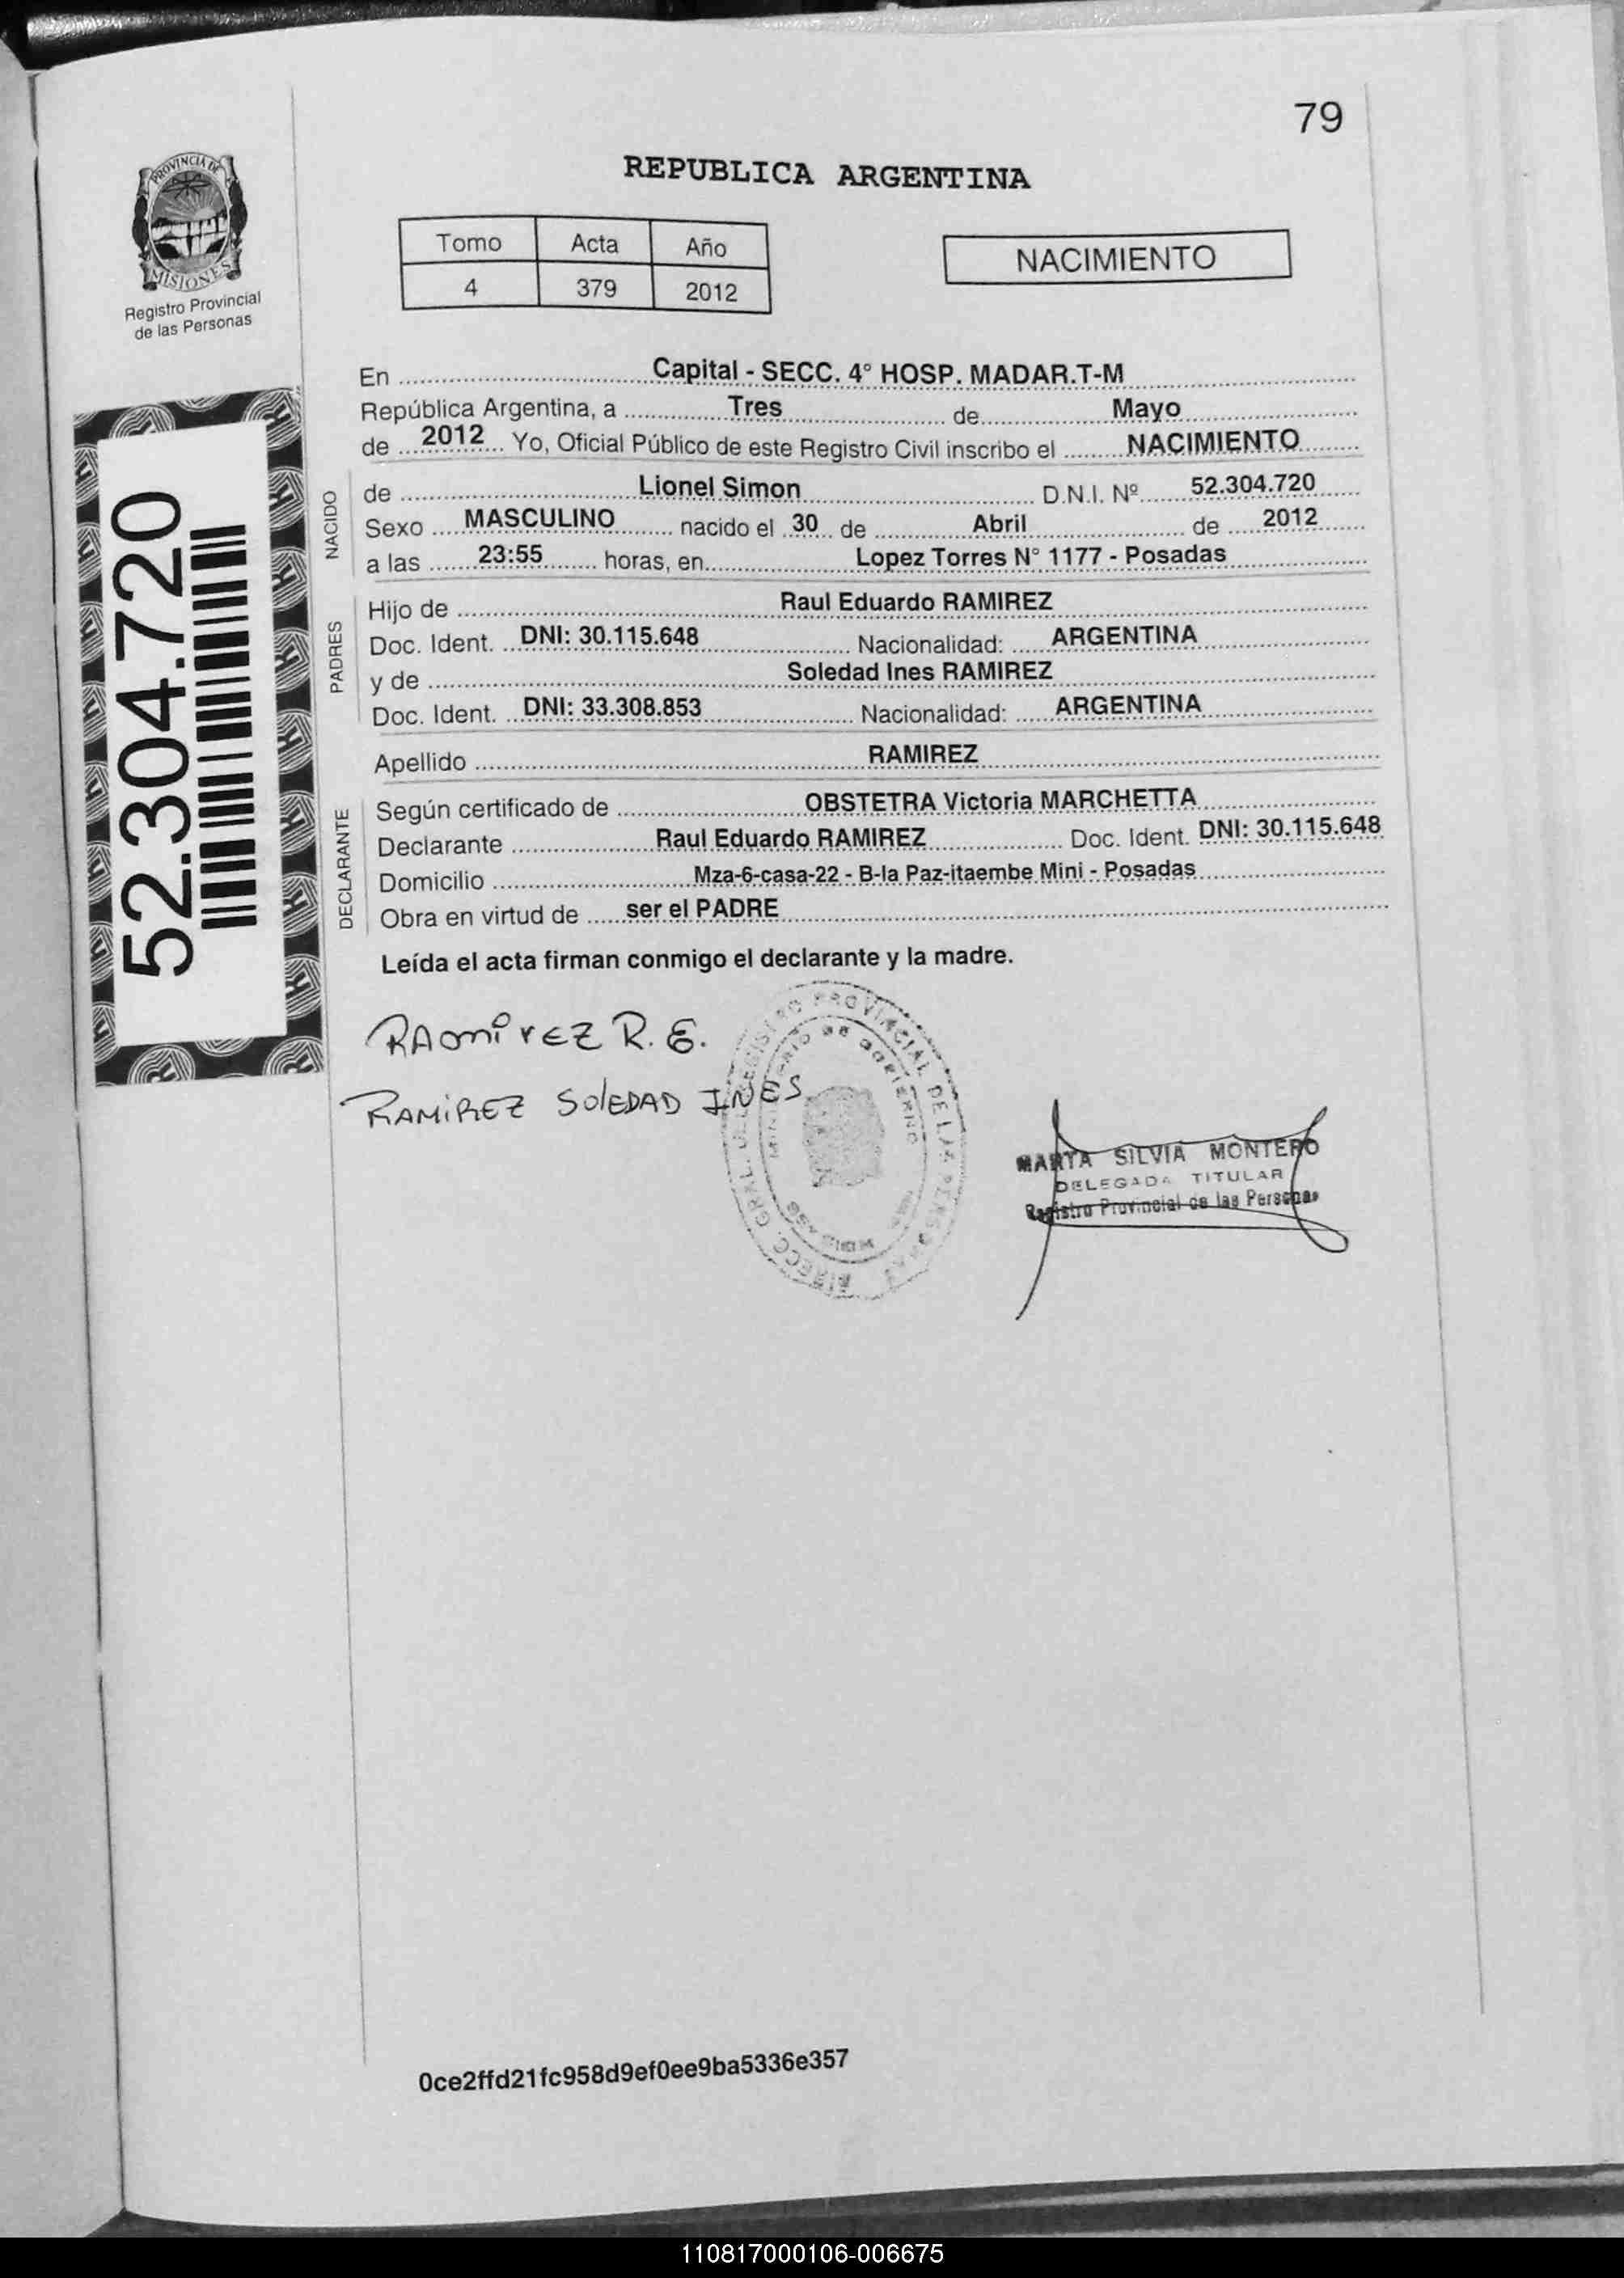 79
PROVINCIA DE
MISIONES
Registro Provincial
de las Personas
REPUBLICA ARGENTINA
Tomo Acta Año
4 379 2012
NACIMIENTO
52.304.720
En Capital - SECC. 4° HOSP. MADAR.T-M
República Argentina, a Tres de Mayo
de 2012 Yo, Oficial Público de este Registro Civil inscribo el NACIMIENTO
NACIDO
de Lionel Simon D.N.I. Nº 52.304.720
Sexo MASCULINO nacido el 30 de Abril de 2012
a las 23:55 horas, en Lopez Torres N° 1177 - Posadas
PADRES
Hijo de Raul Eduardo RAMIREZ
Doc. Ident. DNI: 30.115.648 Nacionalidad: ARGENTINA
y de Soledad Ines RAMIREZ
Doc. Ident. DNI: 33.308.853 Nacionalidad: ARGENTINA
Apellido RAMIREZ
DECLARANTE
Según certificado de OBSTETRA Victoria MARCHETTA
Declarante Raul Eduardo RAMIREZ Doc. Ident. DNI: 30.115.648
Domicilio Mza-6-casa-22 - B-la Paz-itaembe Mini - Posadas
Obra en virtud de ser el PADRE
Leída el acta firman conmigo el declarante y la madre.
RAmirez R. E.
RAMIREZ SOlEDAD INES
PROVINCIAL DE LAS
MARTA SILVIA MONTERO
DELEGADA TITULAR
Registro Provincial de las Personas
0ce2ffd21fc958d9ef0ee9ba5336e357
110817000106-006675